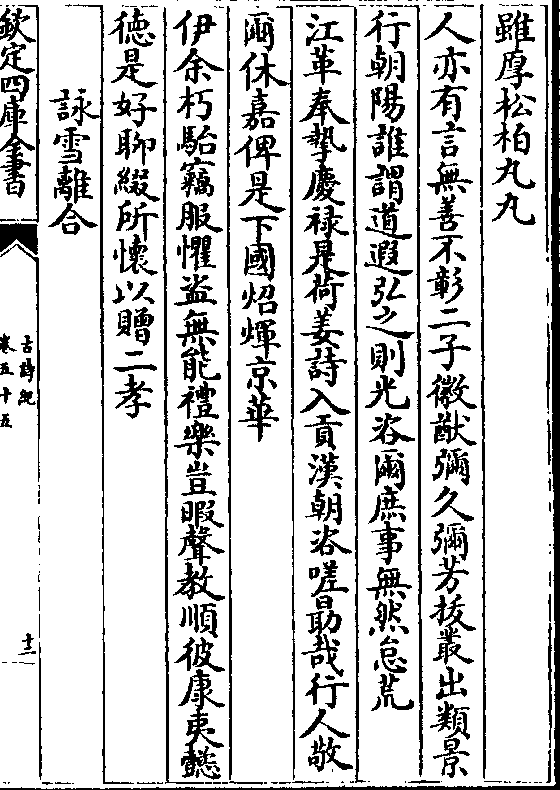 雖厚松柏丸丸
人亦有言無善不彰二子徽猷彌久彌芳拔叢出類景
行朝陽誰謂道遐弘之則光咨爾庶事無然怠荒
江革奉摯慶禄是荷姜詩入貢漢朝咨嗟勗哉行人敬
爾休嘉俾是下國炤煇京華
伊余朽駘竊服懼盜無能禮樂豈暇聲教順彼康夷懿
徳是好聊綴所懷以贈二孝
詠雪離合
欽定四庫全書
古詩紀
卷五十五
十二